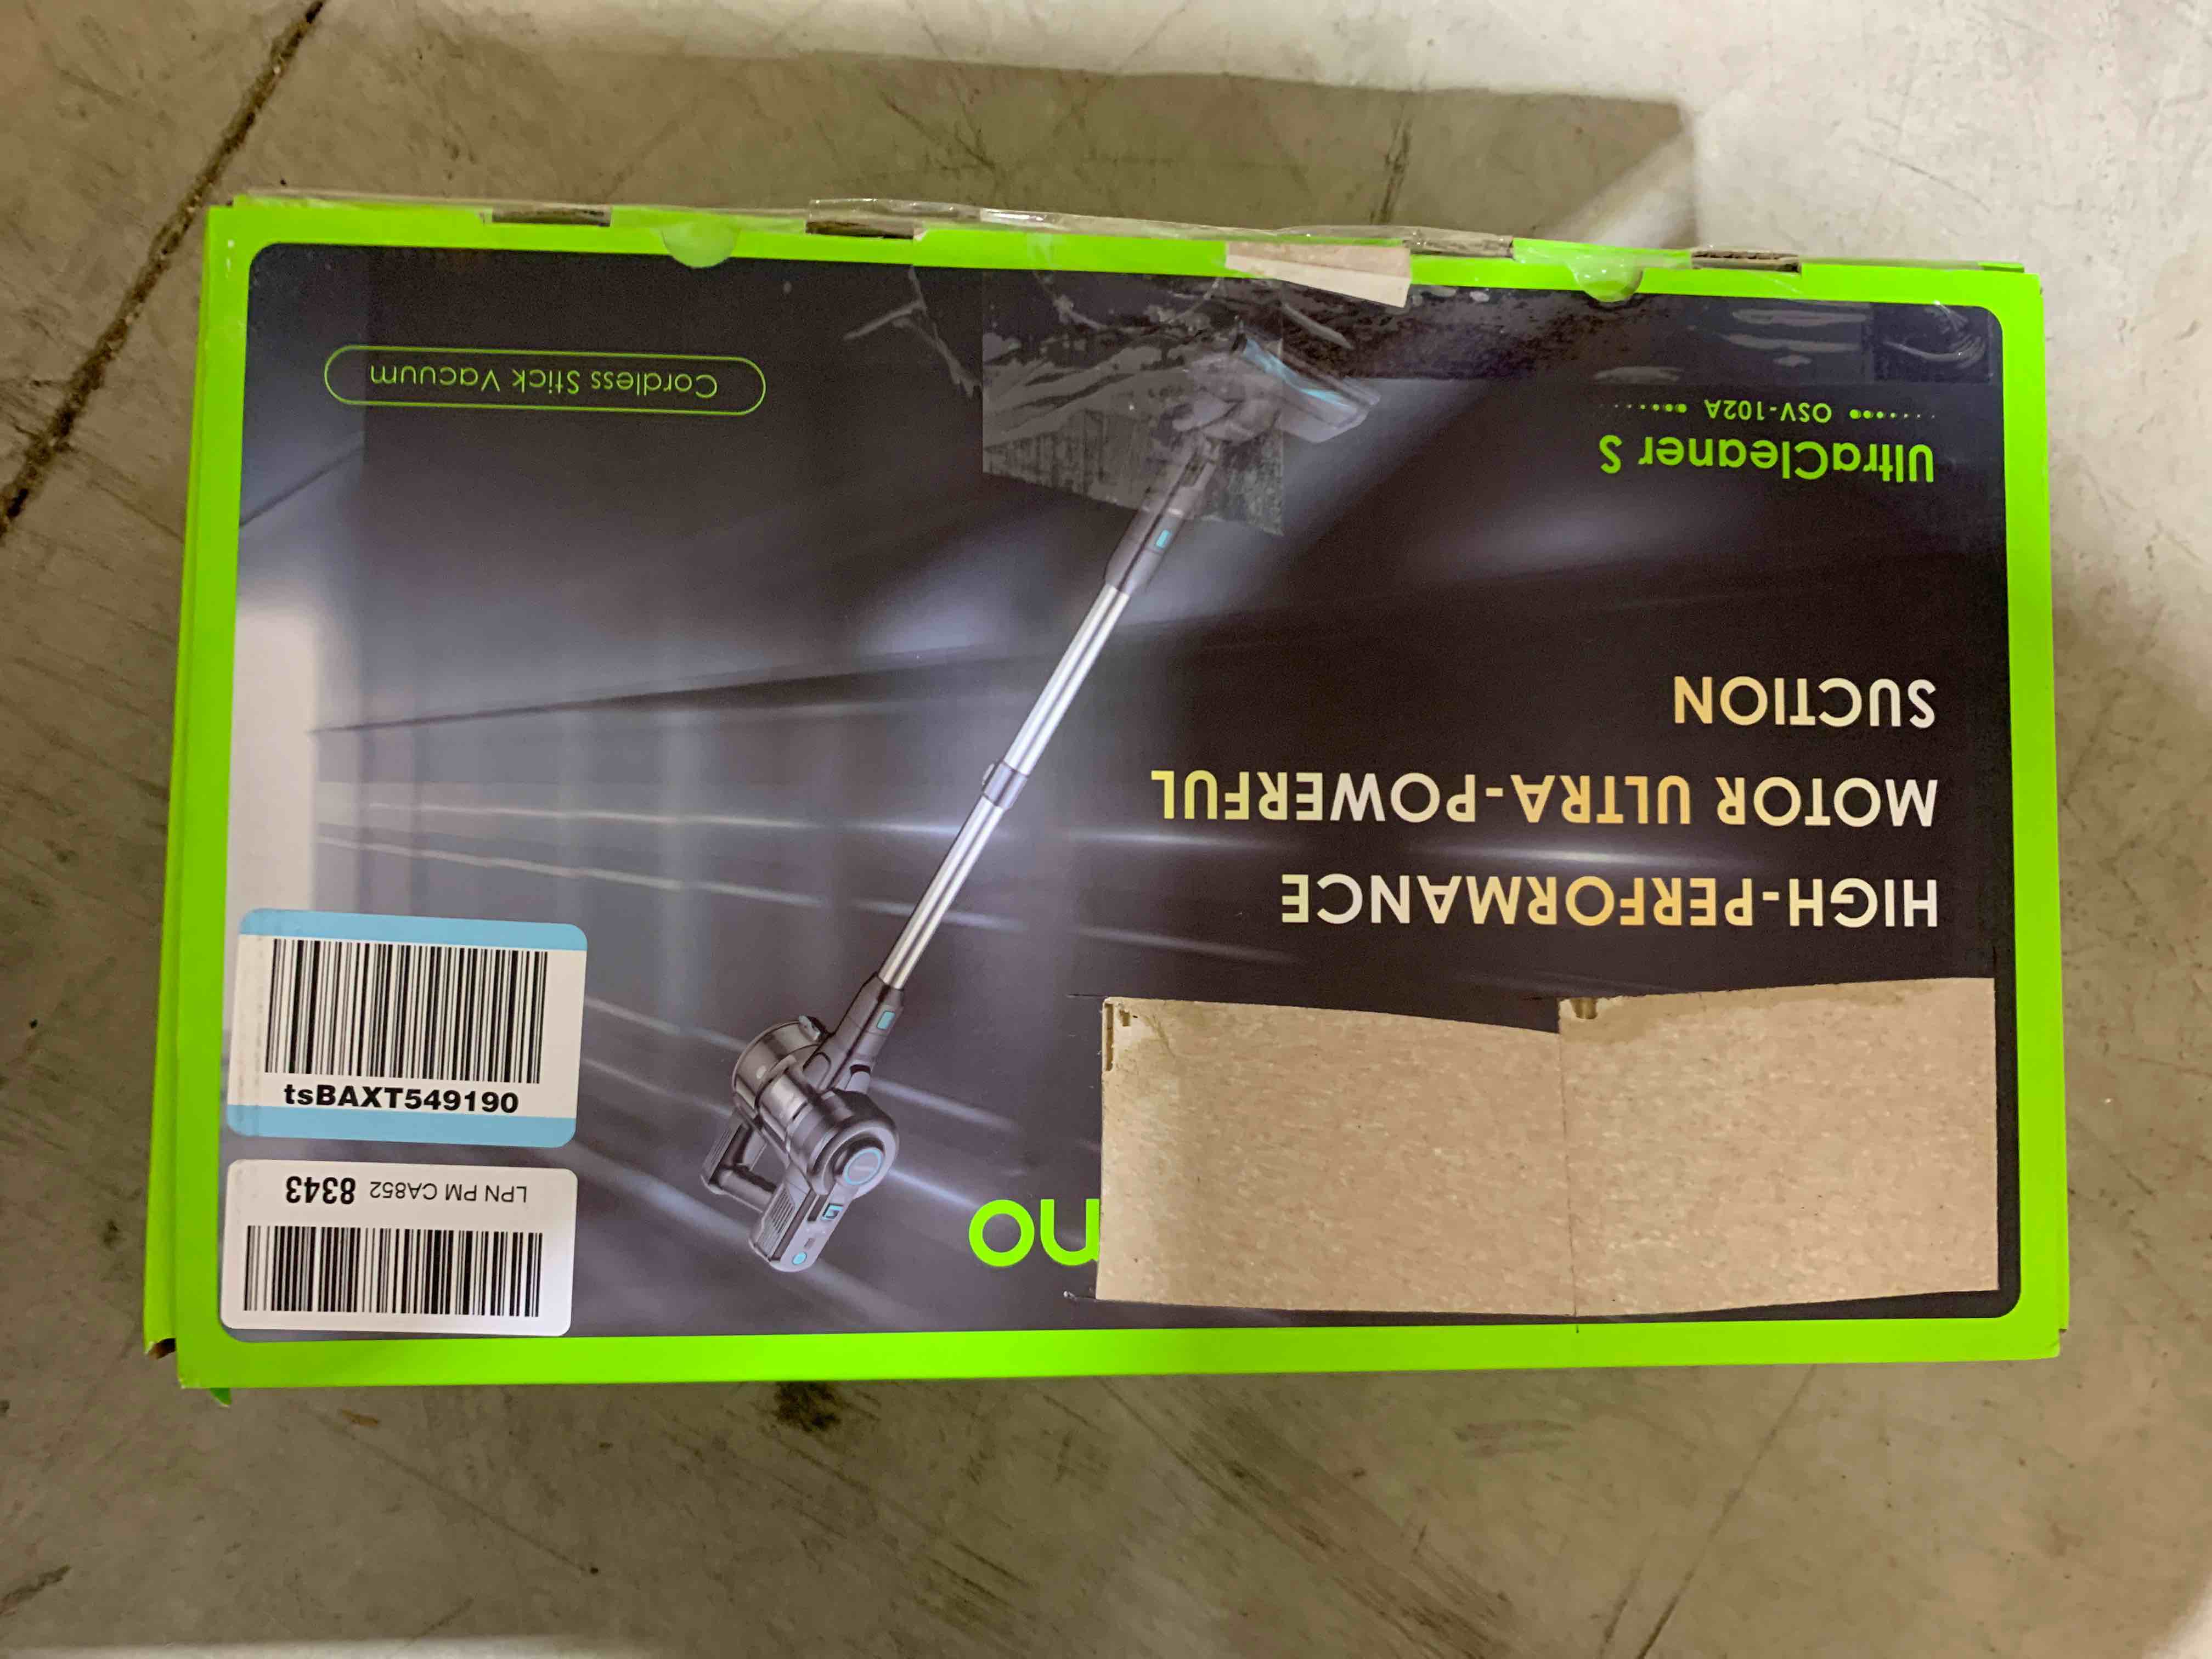 HIGH-PERFORMANCE
MOTOR ULTRA-POWERFUL
SUCTION
UltraCleaner S
OSV-102A
Cordless Stick Vacuum
LPN PM CA852 8343
tsBAXT549190